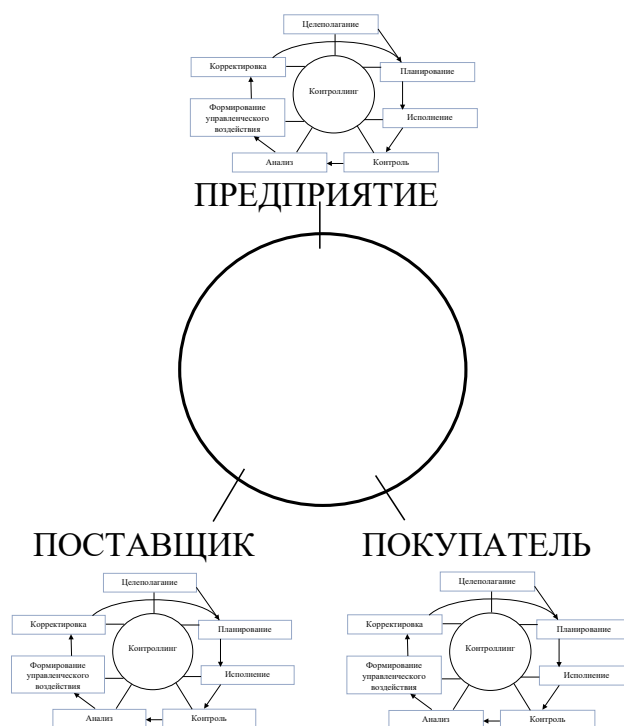 Целеполагание
Корректировка
Планирование
Контроллинг
Формирование
управленческого
воздействия
Исполнение
Анализ
Контроль
ПРЕДПРИЯТИЕ
ПОСТАВЩИК
ПОКУПАТЕЛЬ
Целеполагание
Корректировка
Планирование
Контроллинг
Формирование
управленческого
воздействия
Исполнение
Анализ
Контроль
Целеполагание
Корректировка
Планирование
Контроллинг
Формирование
управленческого
воздействия
Исполнение
Анализ
Контроль